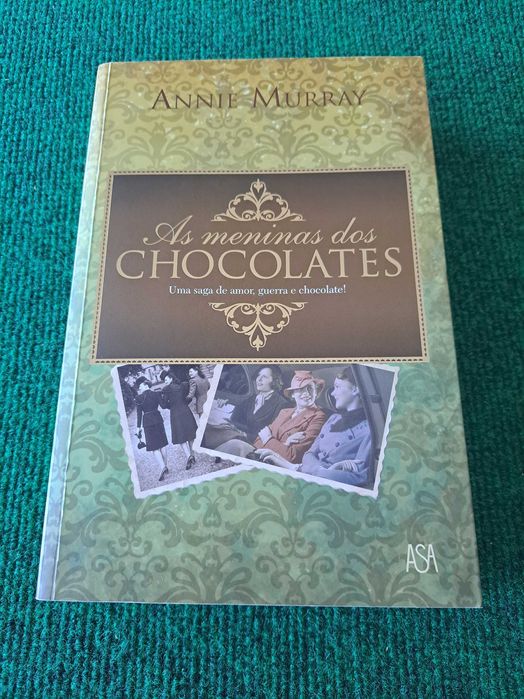 ANNIE MURRAY
As meninas dos
CHOCOLATES
Uma saga de amor, guerra e chocolate!
ASA